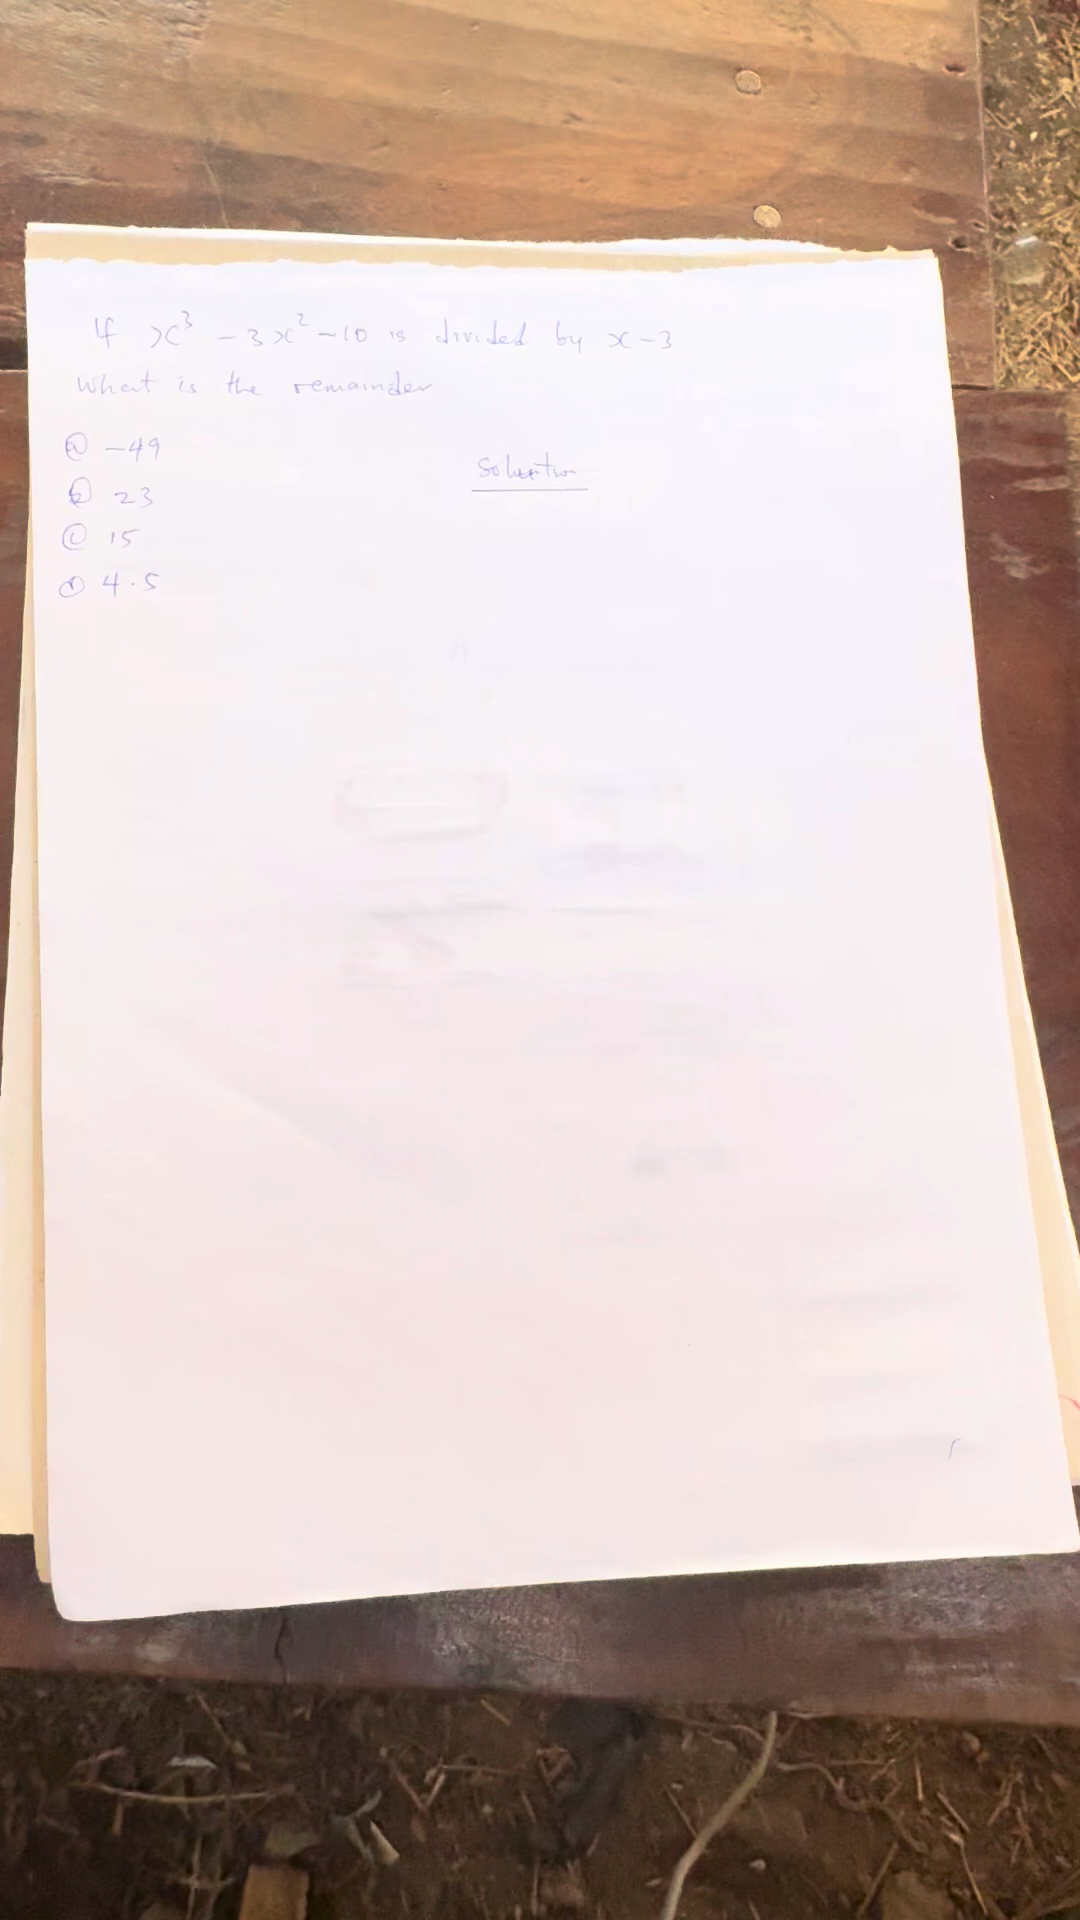 If x³ - 3x² - 10 is divided by x - 3
What is the remainder
ⓐ -49
ⓑ 23
ⓒ 15
ⓓ 4.5
Solution